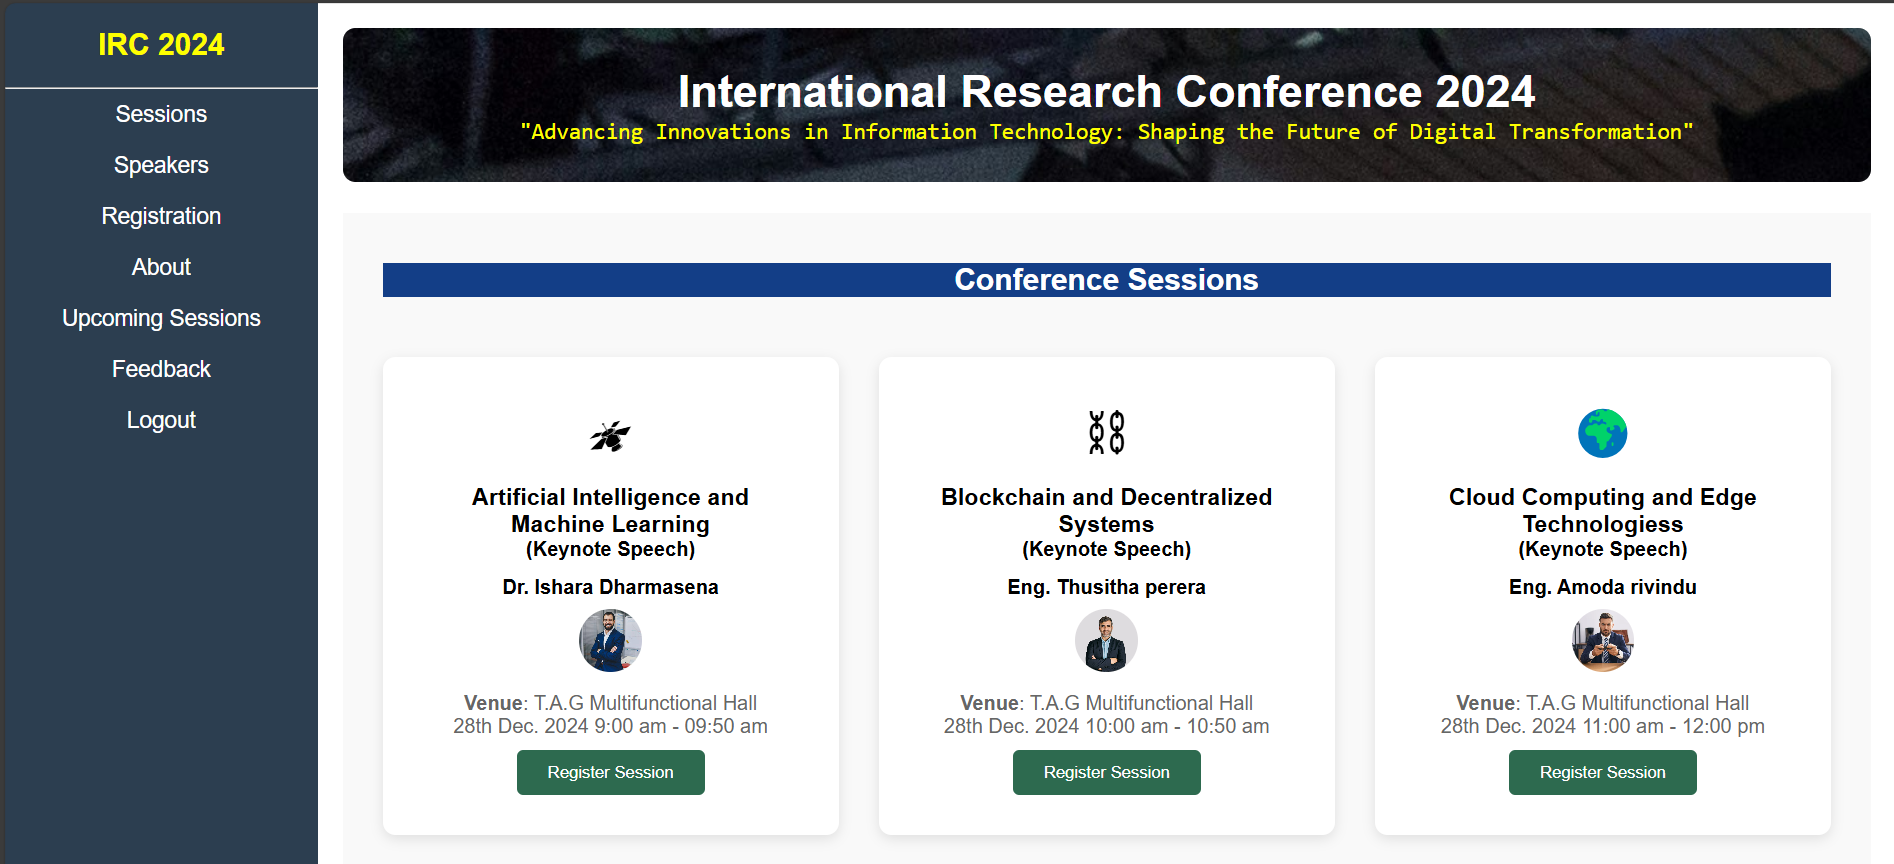 IRC 2024
Sessions
Speakers
Registration
About
Upcoming Sessions
Feedback
Logout
International Research Conference 2024
"Advancing Innovations in Information Technology: Shaping the Future of Digital Transformation"
Conference Sessions
Artificial Intelligence and
Machine Learning
(Keynote Speech)
Dr. Ishara Dharmasena
Venue: T.A.G Multifunctional Hall
28th Dec. 2024 9:00 am - 09:50 am
Register Session
Blockchain and Decentralized
Systems
(Keynote Speech)
Eng. Thusitha perera
Venue: T.A.G Multifunctional Hall
28th Dec. 2024 10:00 am - 10:50 am
Register Session
Cloud Computing and Edge
Technologiess
(Keynote Speech)
Eng. Amoda rivindu
Venue: T.A.G Multifunctional Hall
28th Dec. 2024 11:00 am - 12:00 pm
Register Session